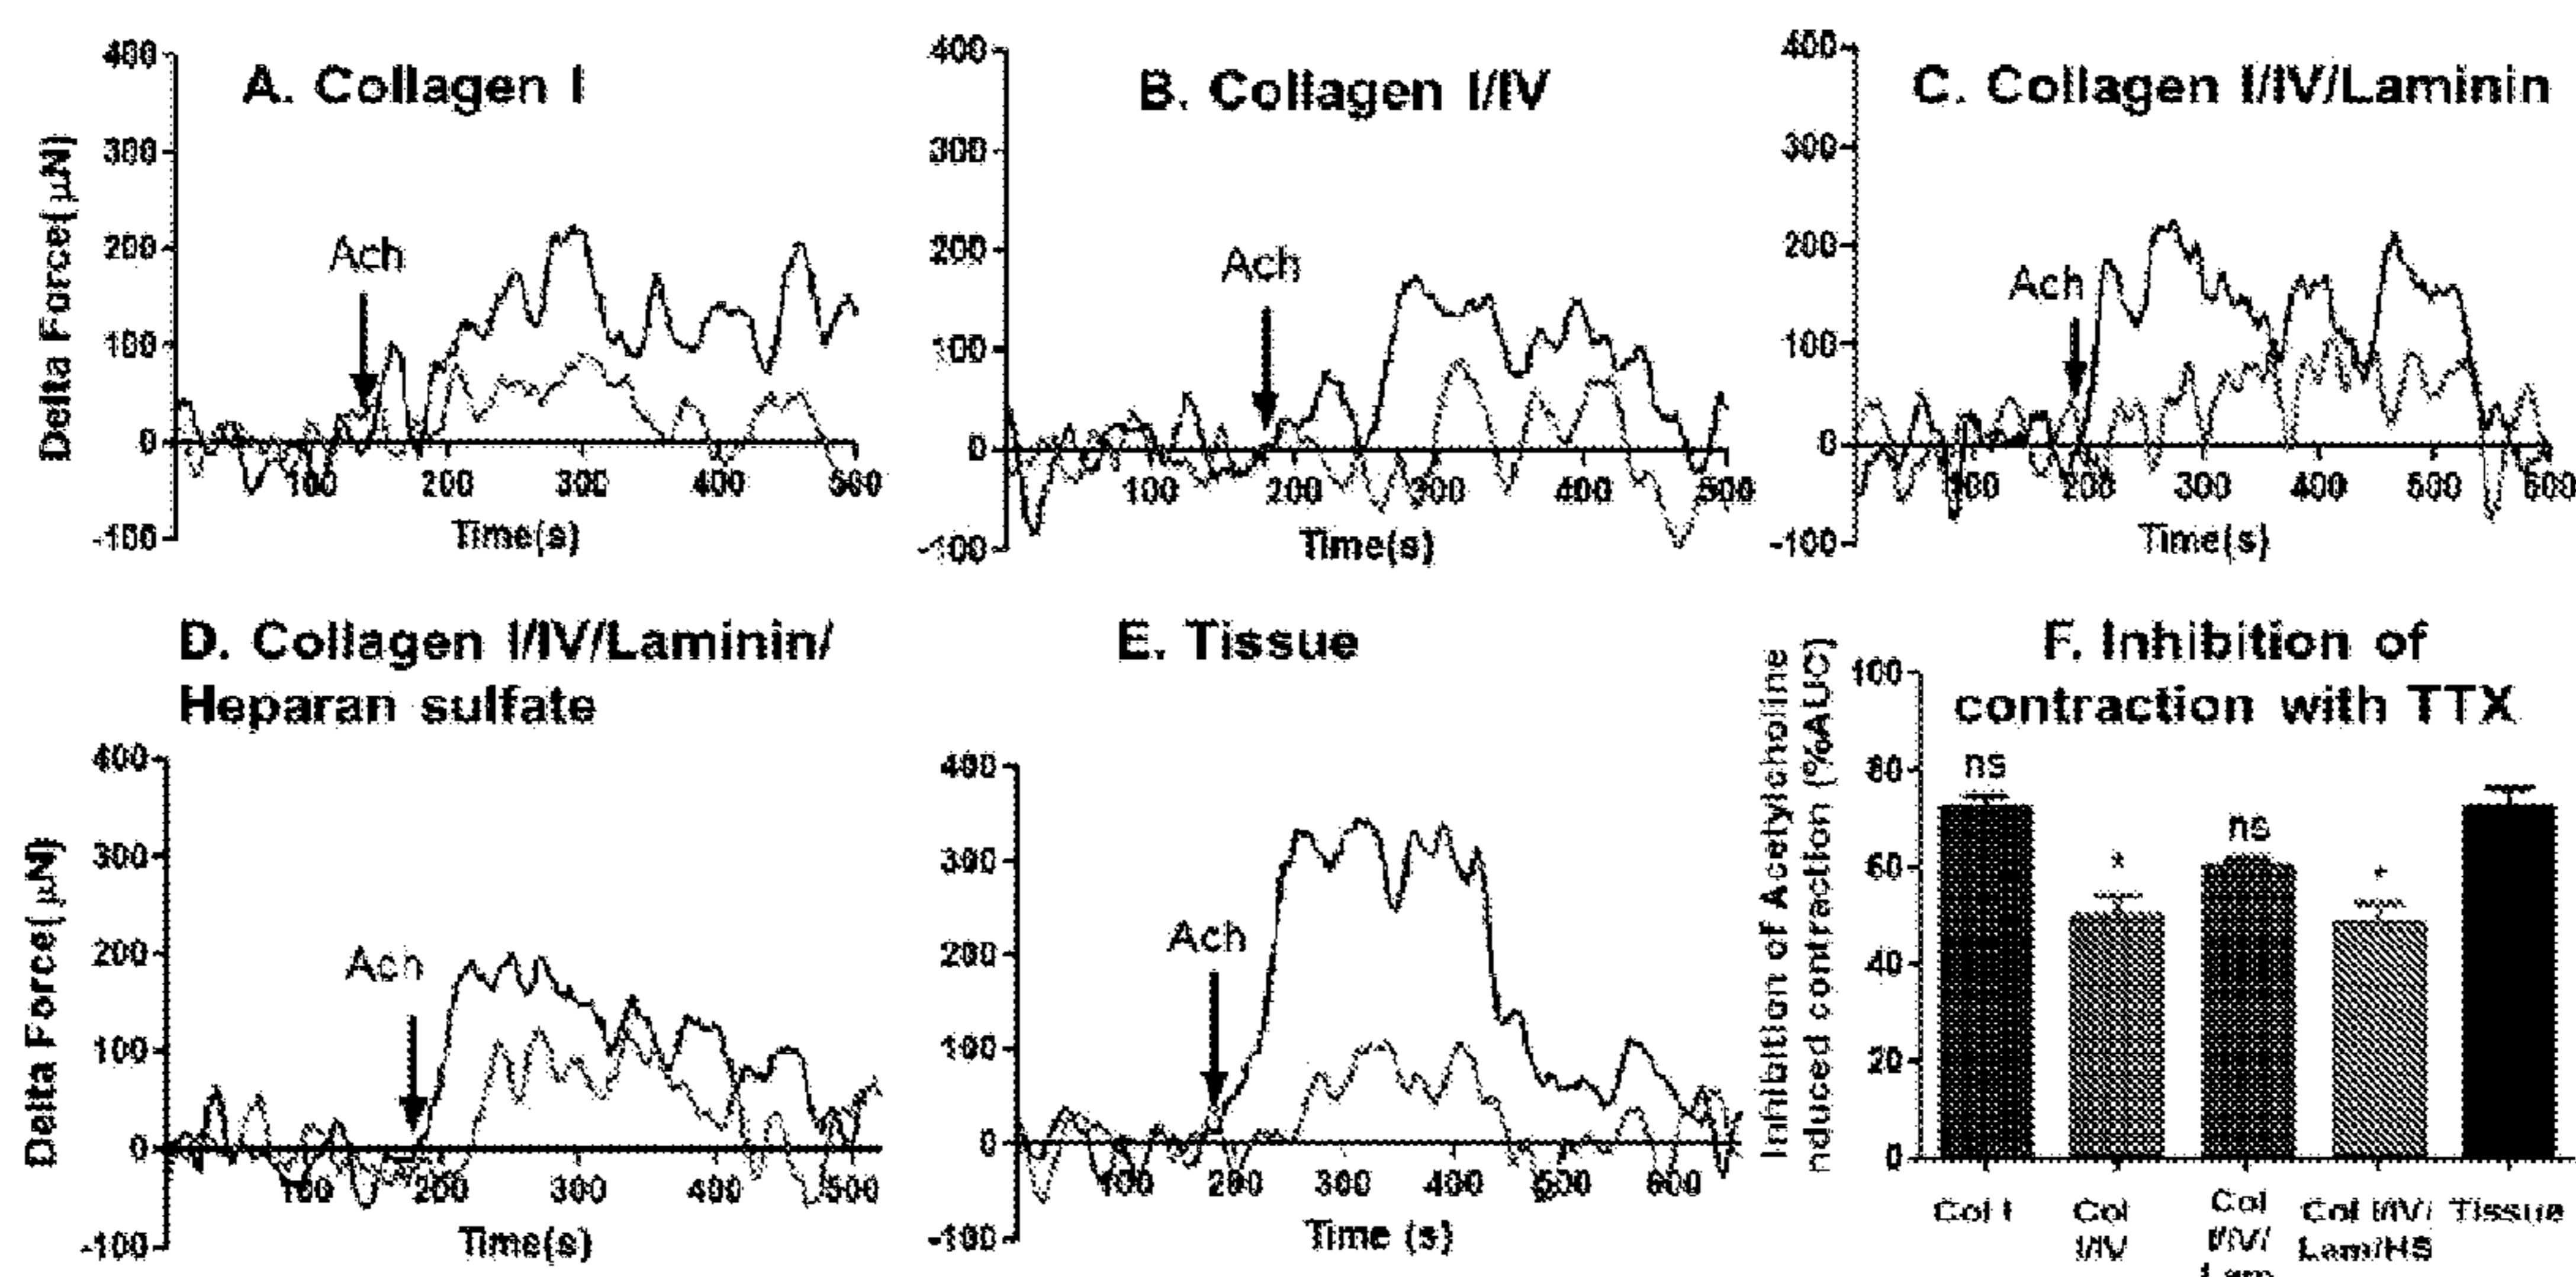 A. Collagen I
400
300
200
100
0
-100
Delta Force(µN)
Ach
100 200 300 400 500
Time(s)
B. Collagen I/IV
400
300
200
100
0
-100
Ach
100 200 300 400 500
Time(s)
C. Collagen I/IV/Laminin
400
300
200
100
0
-100
Ach
100 200 300 400 500 600
Time(s)
D. Collagen I/IV/Laminin/
Heparan sulfate
400
300
200
100
0
-100
Delta Force(µN)
Ach
100 200 300 400 500
Time(s)
E. Tissue
400
300
200
100
0
-100
Ach
100 200 300 400 500 600
Time (s)
F. Inhibition of
contraction with TTX
Inhibition of Acetylcholine
nduced contraction (%AUC)
100
80
60
40
20
0
ns
*
ns
*
Col I
Col
I/IV
Col
I/IV/
Lam
Col I/IV/
Lam/HS
Tissue